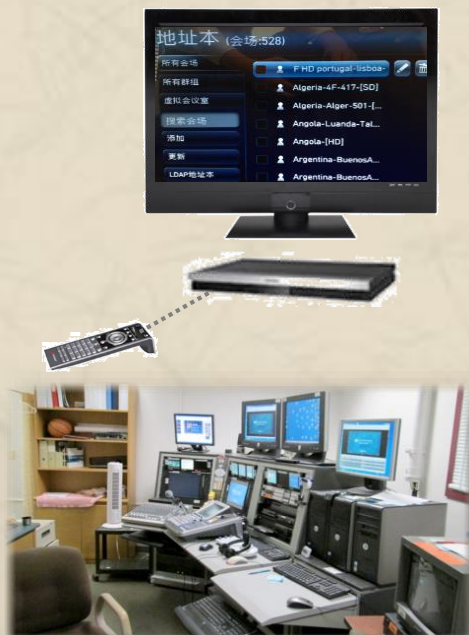 地址本 (会场:528)
所有会场
所有群组
虚拟会议室
搜索会场
添加
更新
LDAP地址本
F HD portugal-lisboa-
Algeria-4F-417-[SD]
Algeria-Alger-501-[...
Angola-Luanda-Tal...
Angola-[HD]
Argentina-BuenosA...
Argentina-BuenosA...